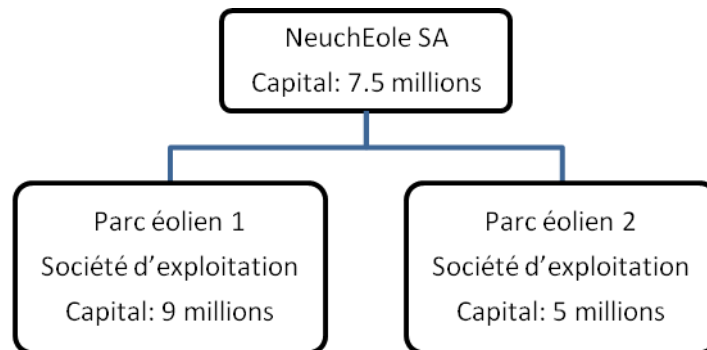 NeuchEole SA
Capital: 7.5 millions
Parc éolien 1
Société d’exploitation
Capital: 9 millions
Parc éolien 2
Société d’exploitation
Capital: 5 millions